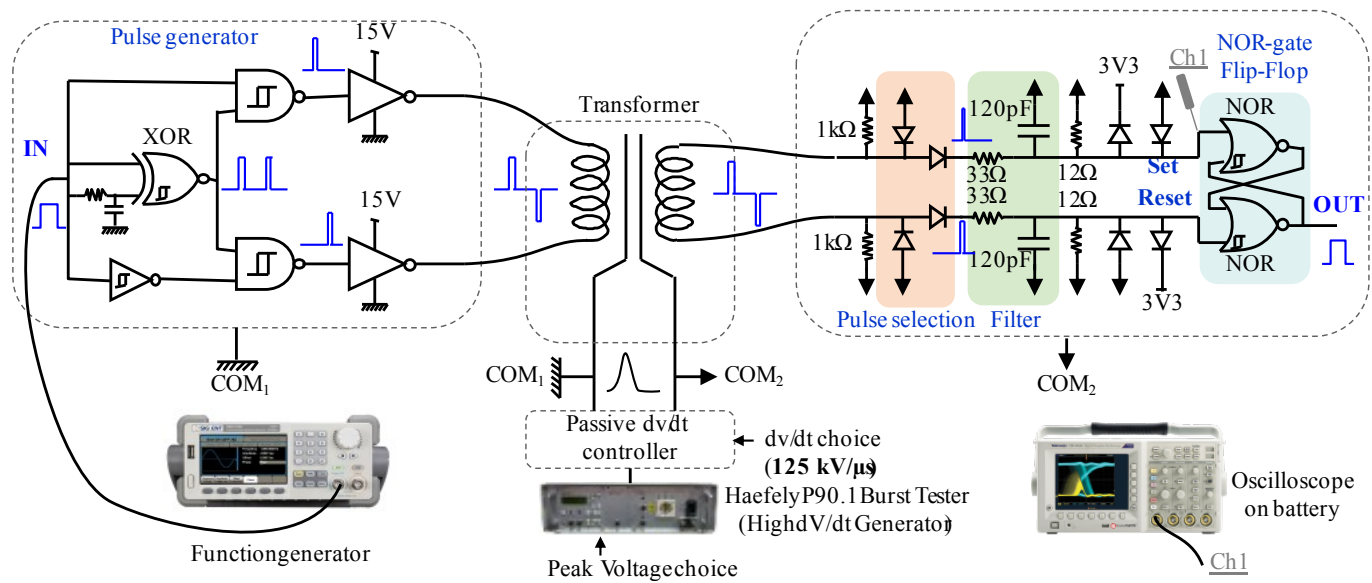 Pulse generator
15V
XOR
IN
15V
COM1
Transformer
COM1
COM2
Passive dv/dt
controller
dv/dt choice
(125 kV/µs)
Haefely P90.1 Burst Tester
(High dV/dt Generator)
Peak Voltage choice
Function generator
SIGLENT
Ch1
NOR-gate
Flip-Flop
3V3
120pF
1kΩ
NOR
33Ω
12Ω
Set
33Ω
12Ω
Reset
OUT
1kΩ
120pF
NOR
3V3
Pulse selection
Filter
COM2
Oscilloscope
on battery
Ch1